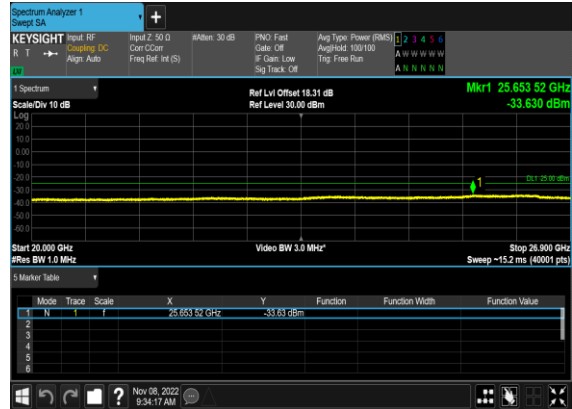 Spectrum Analyzer 1
Swept SA
+
KEYSIGHT Input: RF Input Z: 50 Ω #Atten: 30 dB PNO: Fast Avg Type: Power (RMS) 1 2 3 4 5 6
R T Coupling: DC Corr CCorr Gate: Off Avg|Hold: 100/100 A W W W W W
Align: Auto Freq Ref: Int (S) IF Gain: Low Trig: Free Run
Sig Track: Off A N N N N N
1 Spectrum Ref Lvl Offset 18.31 dB Mkr1 25.653 52 GHz
Scale/Div 10 dB Ref Level 30.00 dBm -33.630 dBm
Log
20.0
10.0
0.00
-10.0
-20.0
1
DL1 -25.00 dBm
-30.0
-40.0
-50.0
-60.0
Start 20.000 GHz Video BW 3.0 MHz* Stop 26.900 GHz
#Res BW 1.0 MHz Sweep ~15.2 ms (40001 pts)
5 Marker Table
Mode Trace Scale X Y Function Function Width Function Value
1 N 1 f 25.653 52 GHz -33.63 dBm
2
3
4
5
6
? Nov 08, 2022
9:34:17 AM